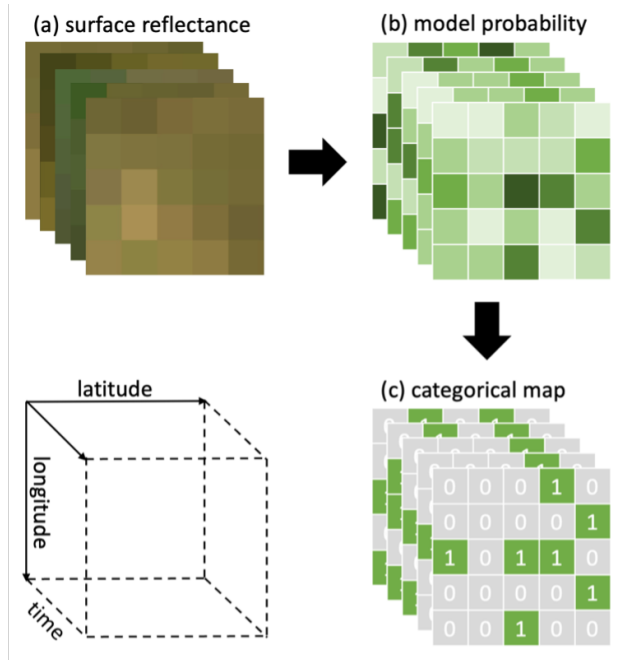 (a) surface reflectance
(b) model probability
latitude
longitude
time
(c) categorical map
0 0 0 1 0
0 0 0 0 1
1 0 1 1 0
0 0 0 0 1
0 0 1 0 0